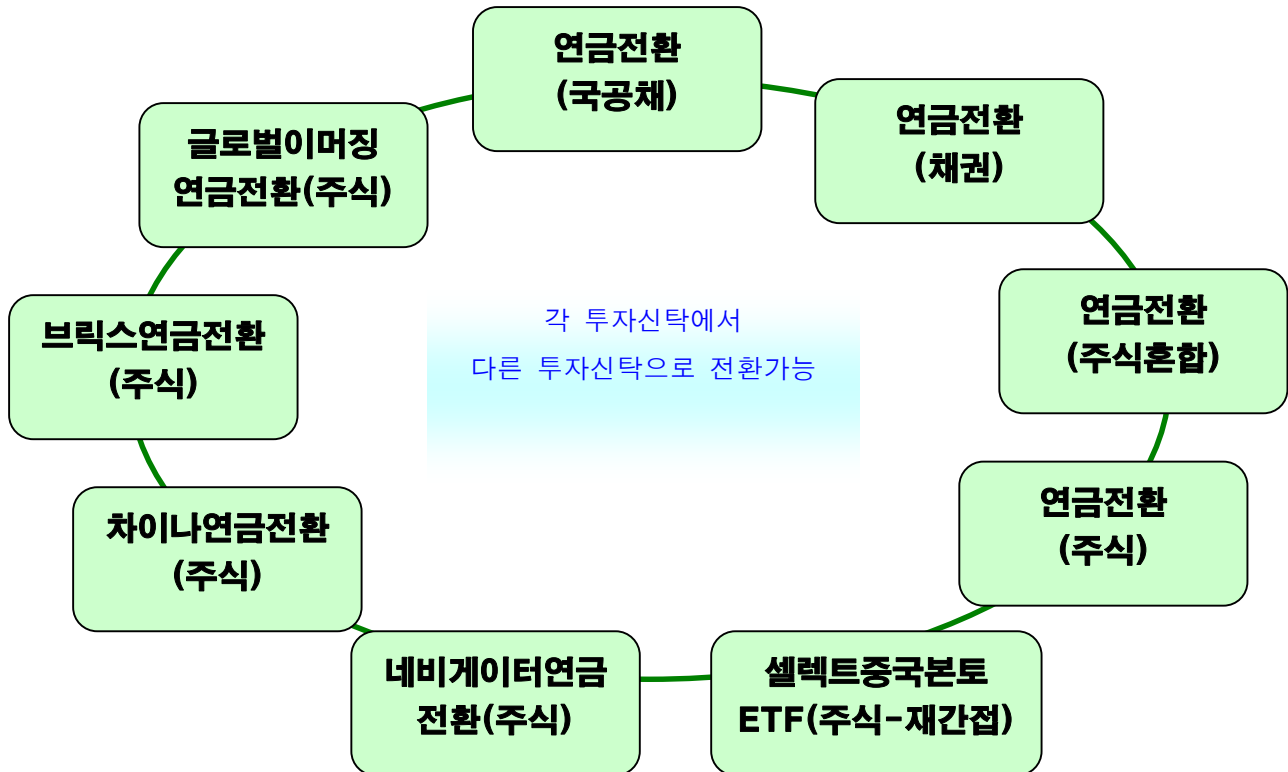 연금전환
(국공채)
연금전환
(채권)
글로벌이머징
연금전환(주식)
연금전환
(주식혼합)
브릭스연금전환
(주식)
각 투자신탁에서
다른 투자신탁으로 전환가능
연금전환
(주식)
차이나연금전환
(주식)
네비게이터연금
전환(주식)
셀렉트중국본토
ETF(주식-재간접)